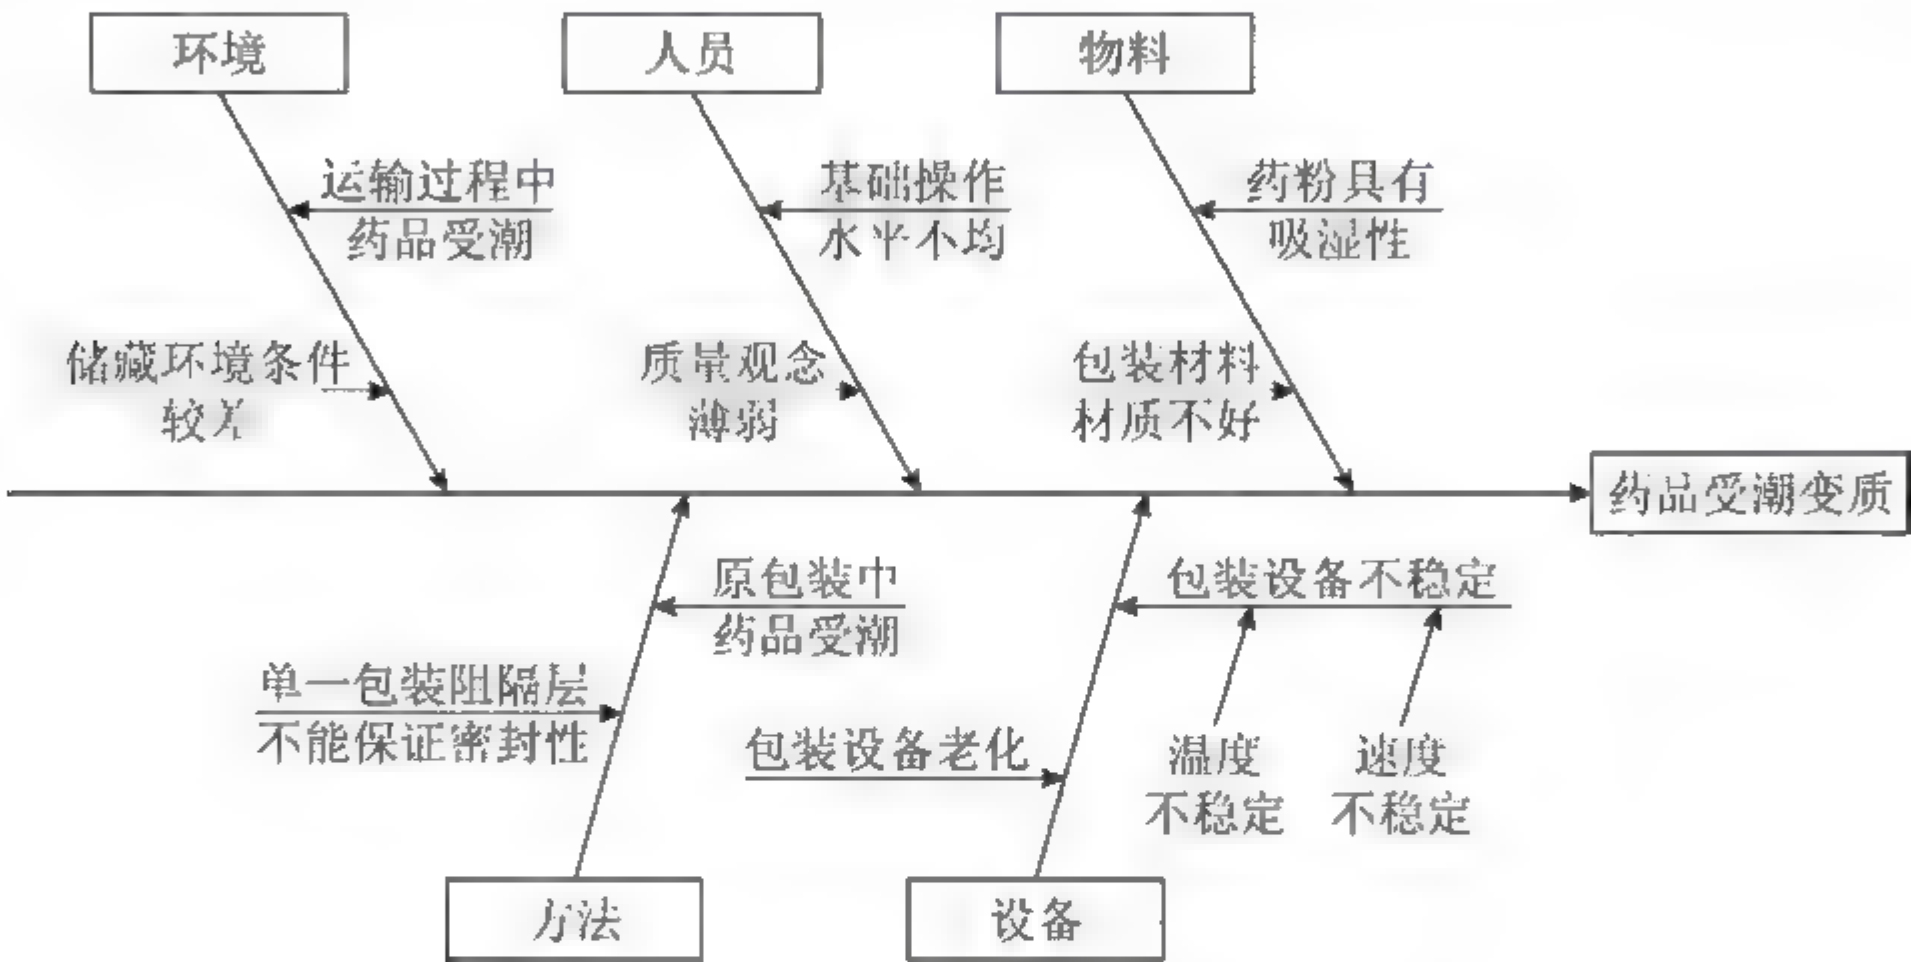 环境
人员
物料
运输过程中
药品受潮
基础操作
水平不均
药粉具有
吸湿性
储藏环境条件
较差
质量观念
薄弱
包装材料
材质不好
药品受潮变质
原包装中
药品受潮
包装设备不稳定
单一包装阻隔层
不能保证密封性
包装设备老化
温度
不稳定
速度
不稳定
方法
设备